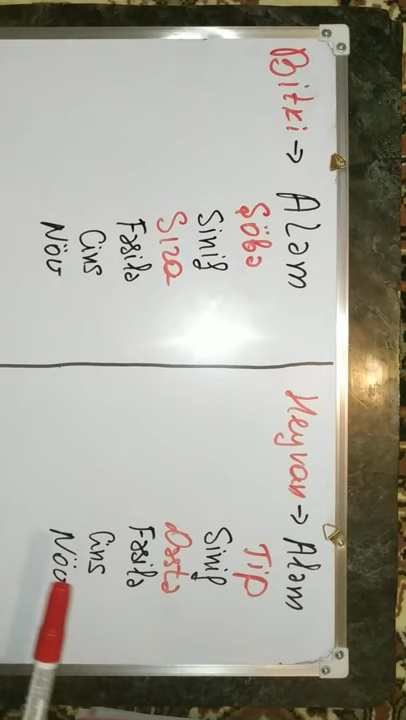 Bitki → Aləm
Şöbə
Sinif
Sıra
Fəsilə
Cins
Növ
Heyvan → Aləm
Tip
Sinif
Dəstə
Fəsilə
Cins
Növ